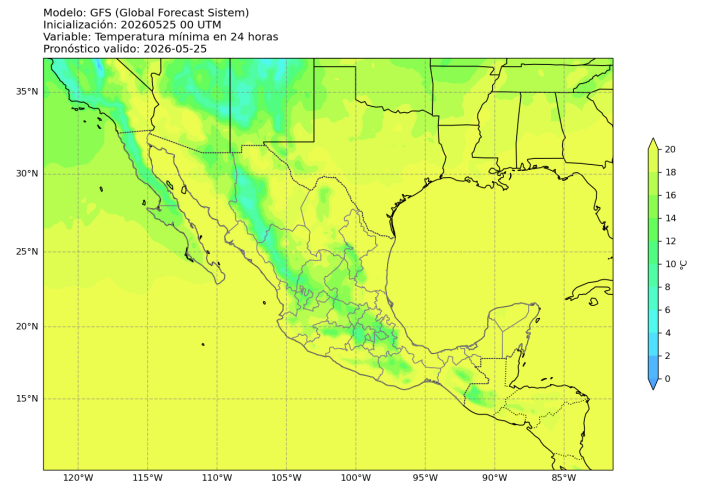 Modelo: GFS (Global Forecast Sistem)
Inicialización: 20260525 00 UTM
Variable: Temperatura mínima en 24 horas
Pronóstico valido: 2026-05-25
35°N
30°N
25°N
20°N
15°N
120°W 115°W 110°W 105°W 100°W 95°W 90°W 85°W
20
18
16
14
12
10
8
6
4
2
0
°C